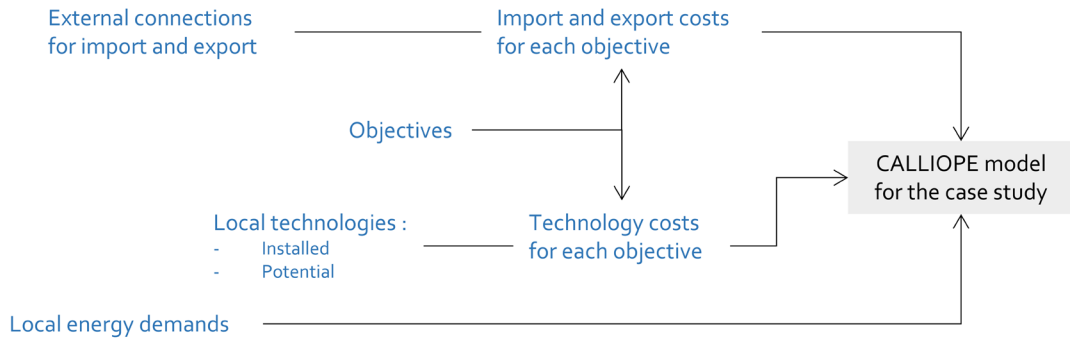 External connections
for import and export
Import and export costs
for each objective
Objectives
CALLIOPE model
for the case study
Local technologies :
- Installed
- Potential
Technology costs
for each objective
Local energy demands